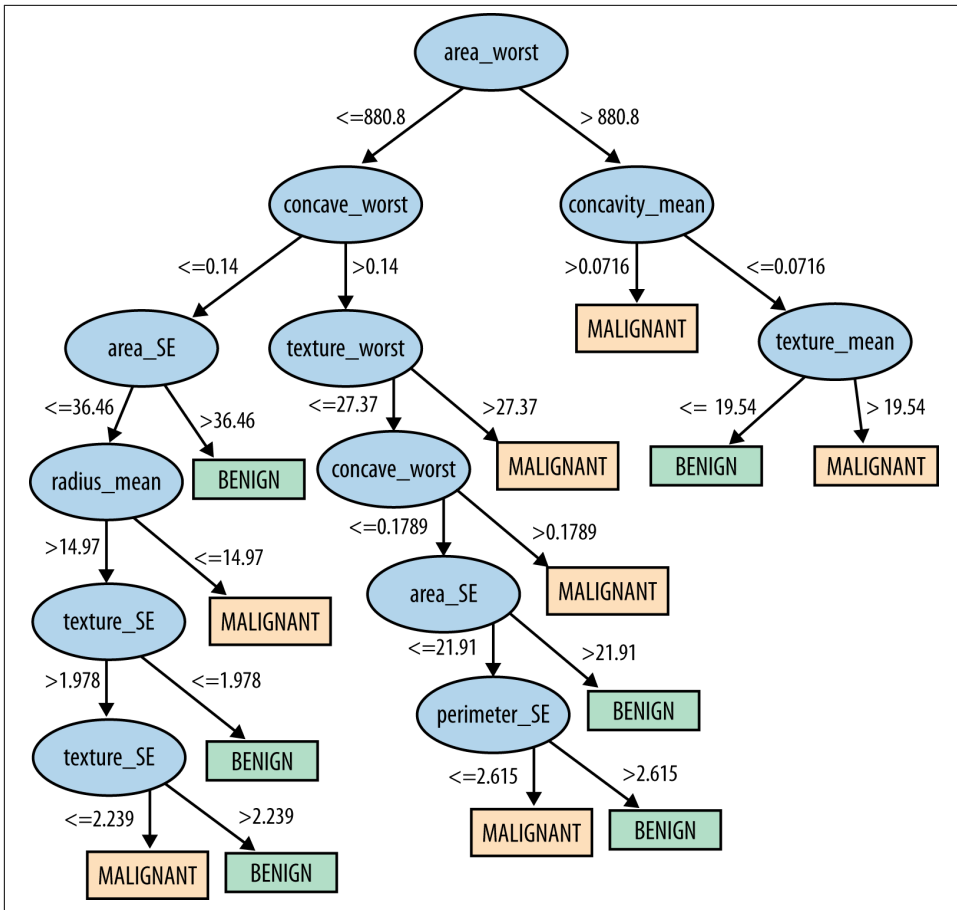 area_worst
<=880.8
> 880.8
concave_worst
concavity_mean
<=0.14
>0.14
>0.0716
<=0.0716
MALIGNANT
area_SE
texture_worst
texture_mean
<=36.46
>36.46
<=27.37
>27.37
<= 19.54
> 19.54
radius_mean
BENIGN
concave_worst
MALIGNANT
BENIGN
MALIGNANT
>14.97
<=14.97
<=0.1789
>0.1789
texture_SE
MALIGNANT
area_SE
MALIGNANT
>1.978
<=1.978
<=21.91
>21.91
texture_SE
BENIGN
perimeter_SE
BENIGN
<=2.239
>2.239
<=2.615
>2.615
MALIGNANT
BENIGN
MALIGNANT
BENIGN